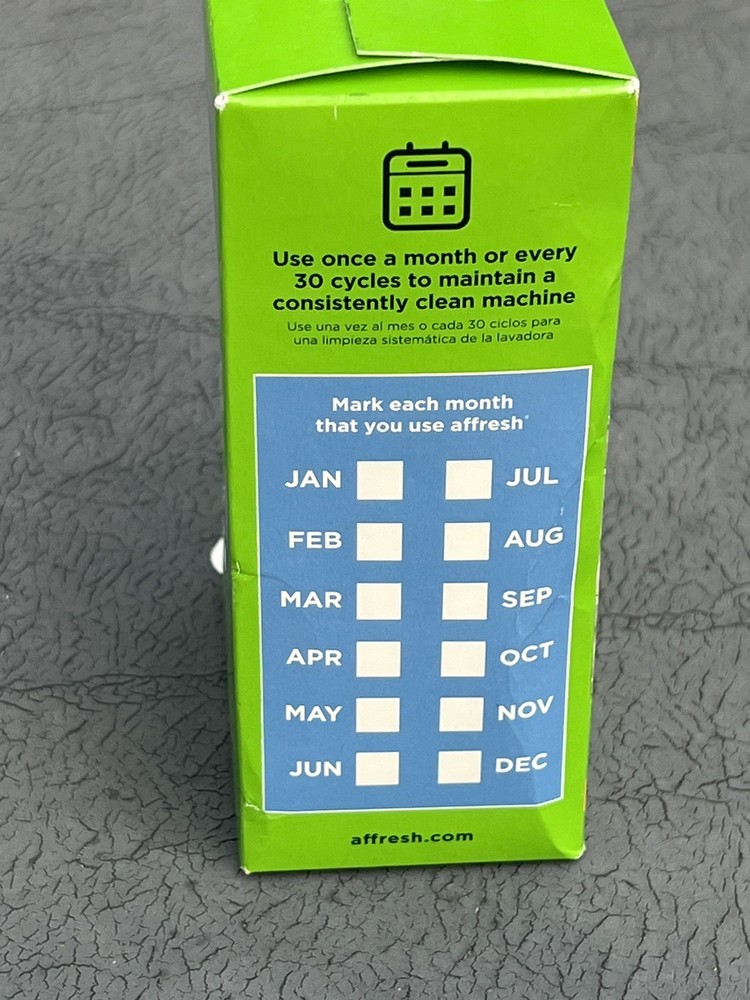 Use once a month or every
30 cycles to maintain a
consistently clean machine
Use una vez al mes o cada 30 ciclos para
una limpieza sistemática de la lavadora
Mark each month
that you use affresh®
JAN JUL
FEB AUG
MAR SEP
APR OCT
MAY NOV
JUN DEC
affresh.com